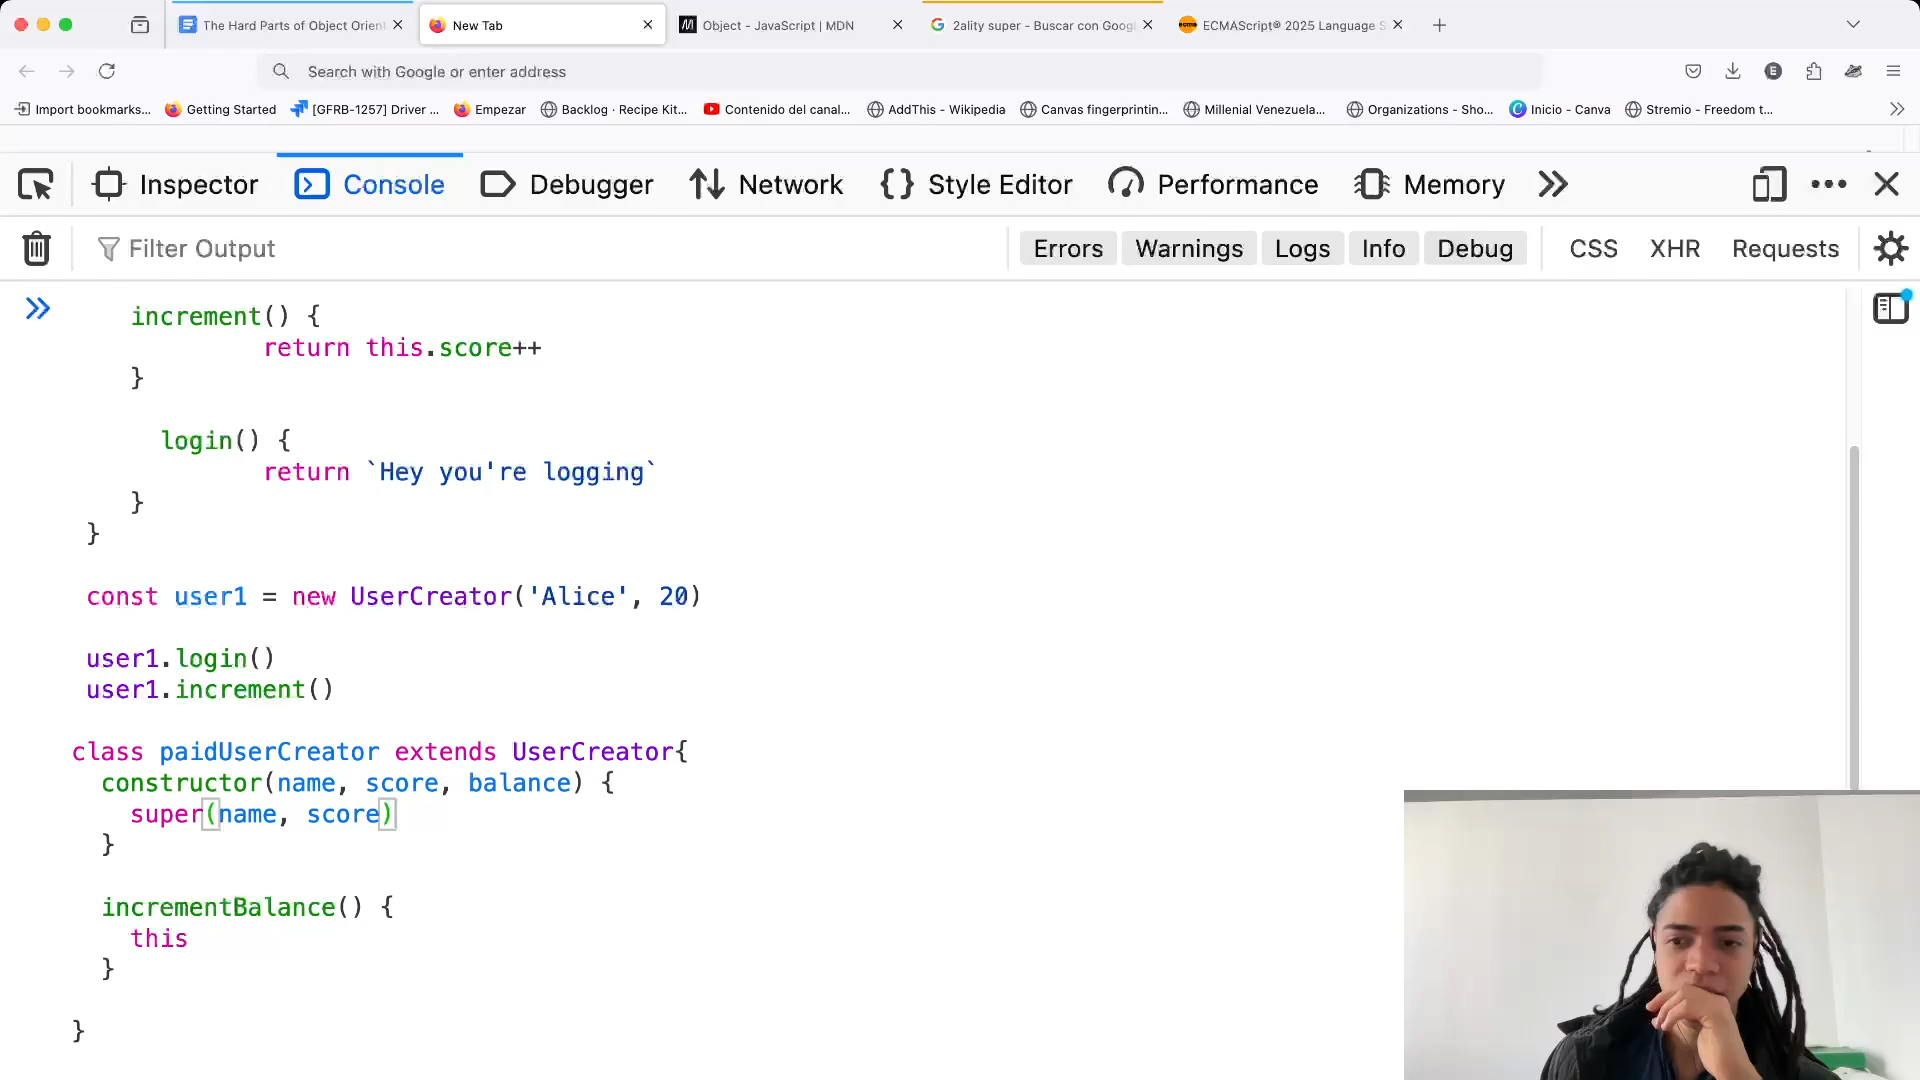 The Hard Parts of Object Orien
New Tab
Object - JavaScript | MDN
2ality super - Buscar con Googl
ECMAScript® 2025 Language S
Search with Google or enter address
Import bookmarks...
Getting Started
[GFRB-1257] Driver ...
Empezar
Backlog · Recipe Kit...
Contenido del canal...
AddThis - Wikipedia
Canvas fingerprintin...
Millenial Venezuela...
Organizations - Sho...
Inicio - Canva
Stremio - Freedom t...
Inspector
Console
Debugger
Network
Style Editor
Performance
Memory
Filter Output
Errors
Warnings
Logs
Info
Debug
CSS
XHR
Requests
increment() {
return this.score++
}
login() {
return `Hey you're logging`
}
}
const user1 = new UserCreator('Alice', 20)
user1.login()
user1.increment()
class paidUserCreator extends UserCreator{
constructor(name, score, balance) {
super(name, score)
}
incrementBalance() {
this
}
}